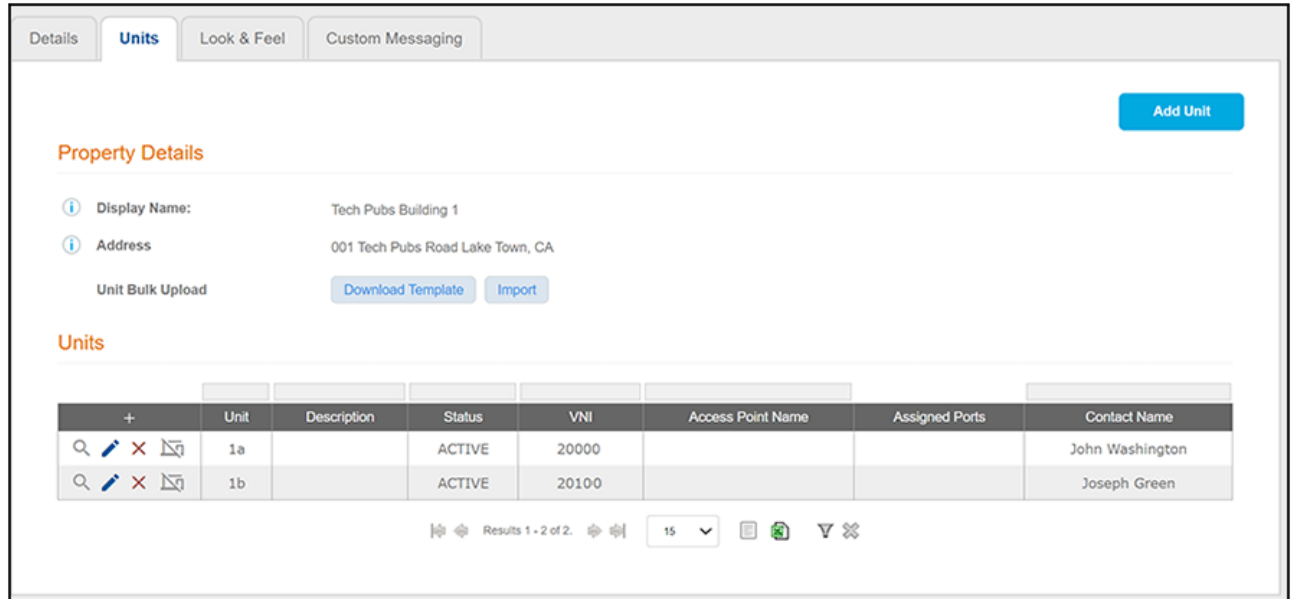 Details Units Look & Feel Custom Messaging
Add Unit
Property Details
Display Name: Tech Pubs Building 1
Address 001 Tech Pubs Road Lake Town, CA
Unit Bulk Upload Download Template Import
Units
+ Unit Description Status VNI Access Point Name Assigned Ports Contact Name
1a ACTIVE 20000 John Washington
1b ACTIVE 20100 Joseph Green
Results 1 - 2 of 2. 15